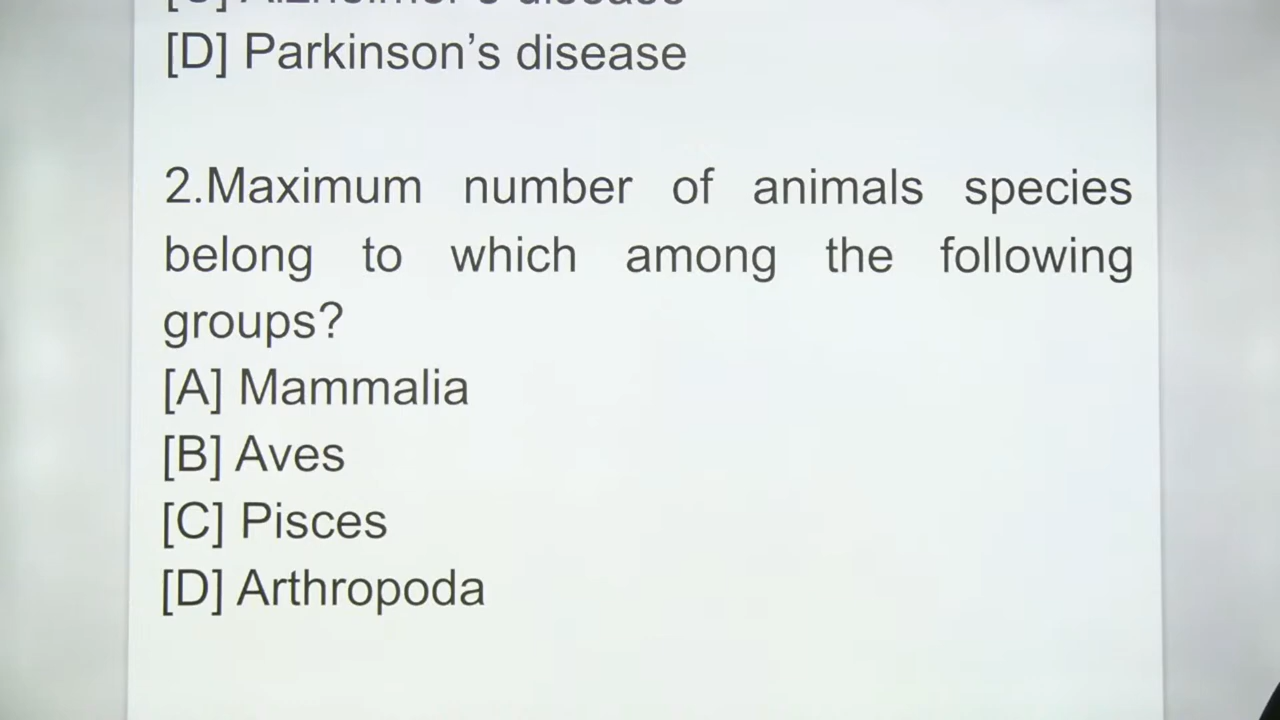 [D] Parkinson’s disease
2.Maximum number of animals species
belong to which among the following
groups?
[A] Mammalia
[B] Aves
[C] Pisces
[D] Arthropoda